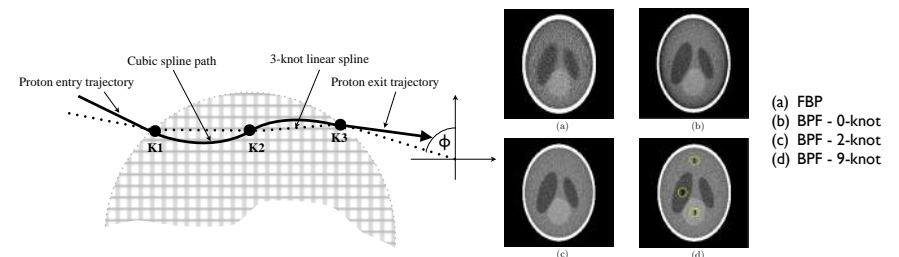 Cubic spline path
3-knot linear spline
Proton entry trajectory
Proton exit trajectory
K1
K2
K3
ϕ
(a)
(b)
(c)
(d)
(a) FBP
(b) BPF - 0-knot
(c) BPF - 2-knot
(d) BPF - 9-knot